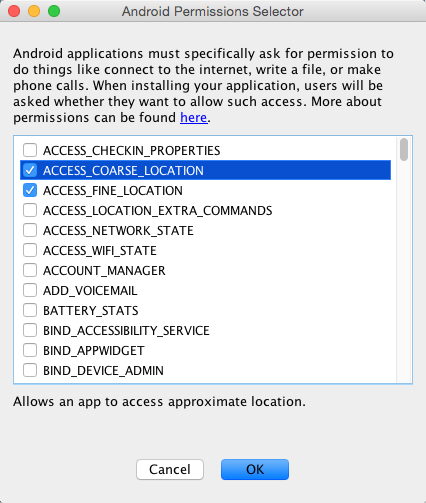 Android Permissions Selector
Android applications must specifically ask for permission to
do things like connect to the internet, write a file, or make
phone calls. When installing your application, users will be
asked whether they want to allow such access. More about
permissions can be found here.
ACCESS_CHECKIN_PROPERTIES
ACCESS_COARSE_LOCATION
ACCESS_FINE_LOCATION
ACCESS_LOCATION_EXTRA_COMMANDS
ACCESS_NETWORK_STATE
ACCESS_WIFI_STATE
ACCOUNT_MANAGER
ADD_VOICEMAIL
BATTERY_STATS
BIND_ACCESSIBILITY_SERVICE
BIND_APPWIDGET
BIND_DEVICE_ADMIN
Allows an app to access approximate location.
Cancel OK